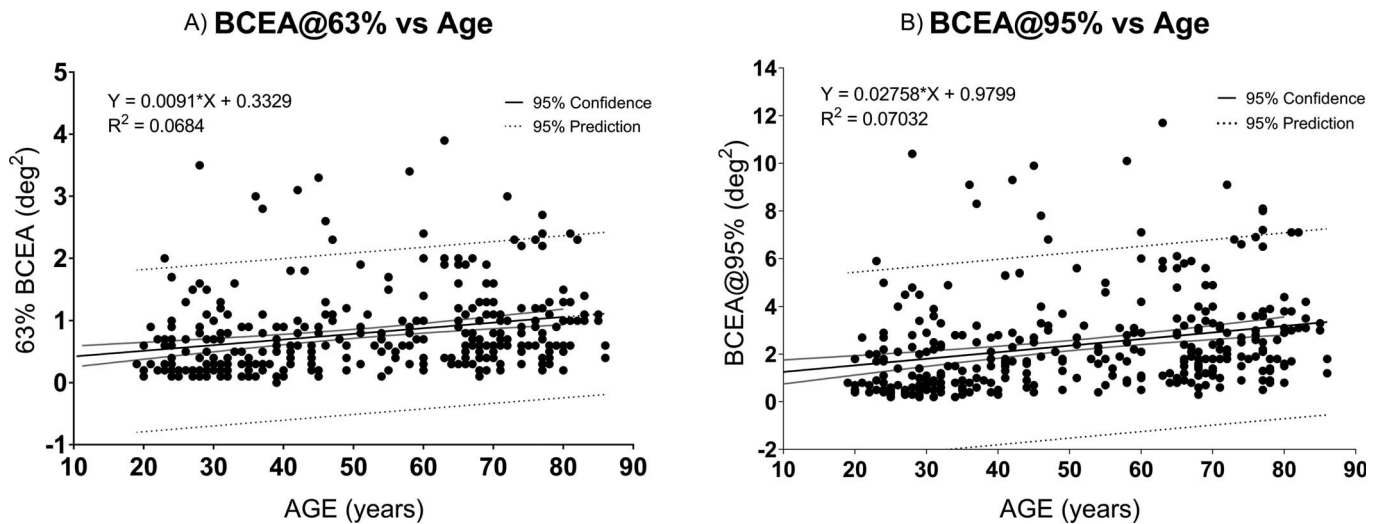 A) BCEA@63% vs Age
Y = 0.0091*X + 0.3329
R² = 0.0684
95% Confidence
95% Prediction
63% BCEA (deg²)
5
4
3
2
1
0
-1
10 20 30 40 50 60 70 80 90
AGE (years)
B) BCEA@95% vs Age
Y = 0.02758*X + 0.9799
R² = 0.07032
95% Confidence
95% Prediction
BCEA@95% (deg²)
14
12
10
8
6
4
2
0
-2
10 20 30 40 50 60 70 80 90
AGE (years)